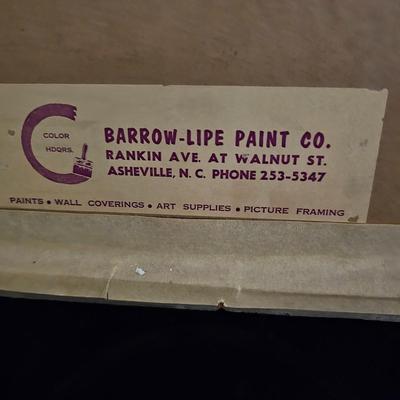 COLOR
HDQRS.
BARROW-LIPE PAINT CO.
RANKIN AVE. AT WALNUT ST.
ASHEVILLE, N. C. PHONE 253-5347
PAINTS • WALL COVERINGS • ART SUPPLIES • PICTURE FRAMING